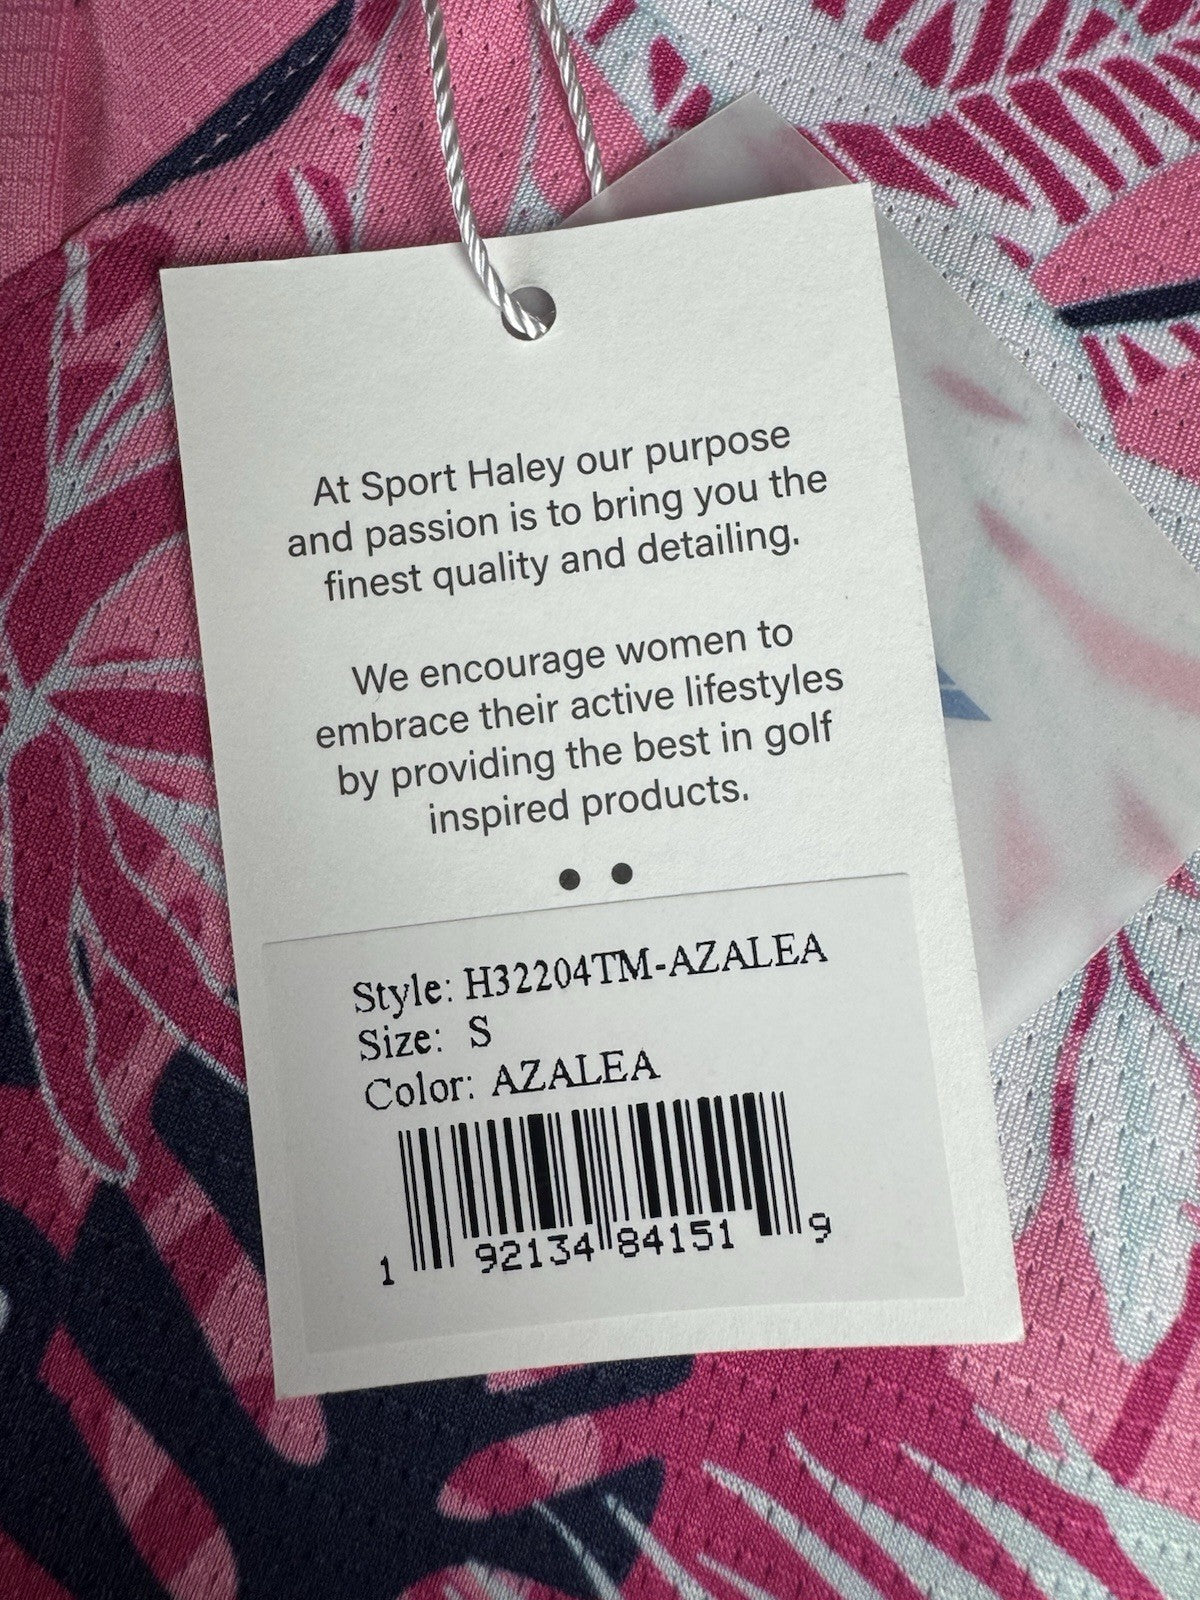 At Sport Haley our purpose
and passion is to bring you the
finest quality and detailing.
We encourage women to
embrace their active lifestyles
by providing the best in golf
inspired products.
Style: H32204TM-AZALEA
Size: S
Color: AZALEA
1 92134 84151 9